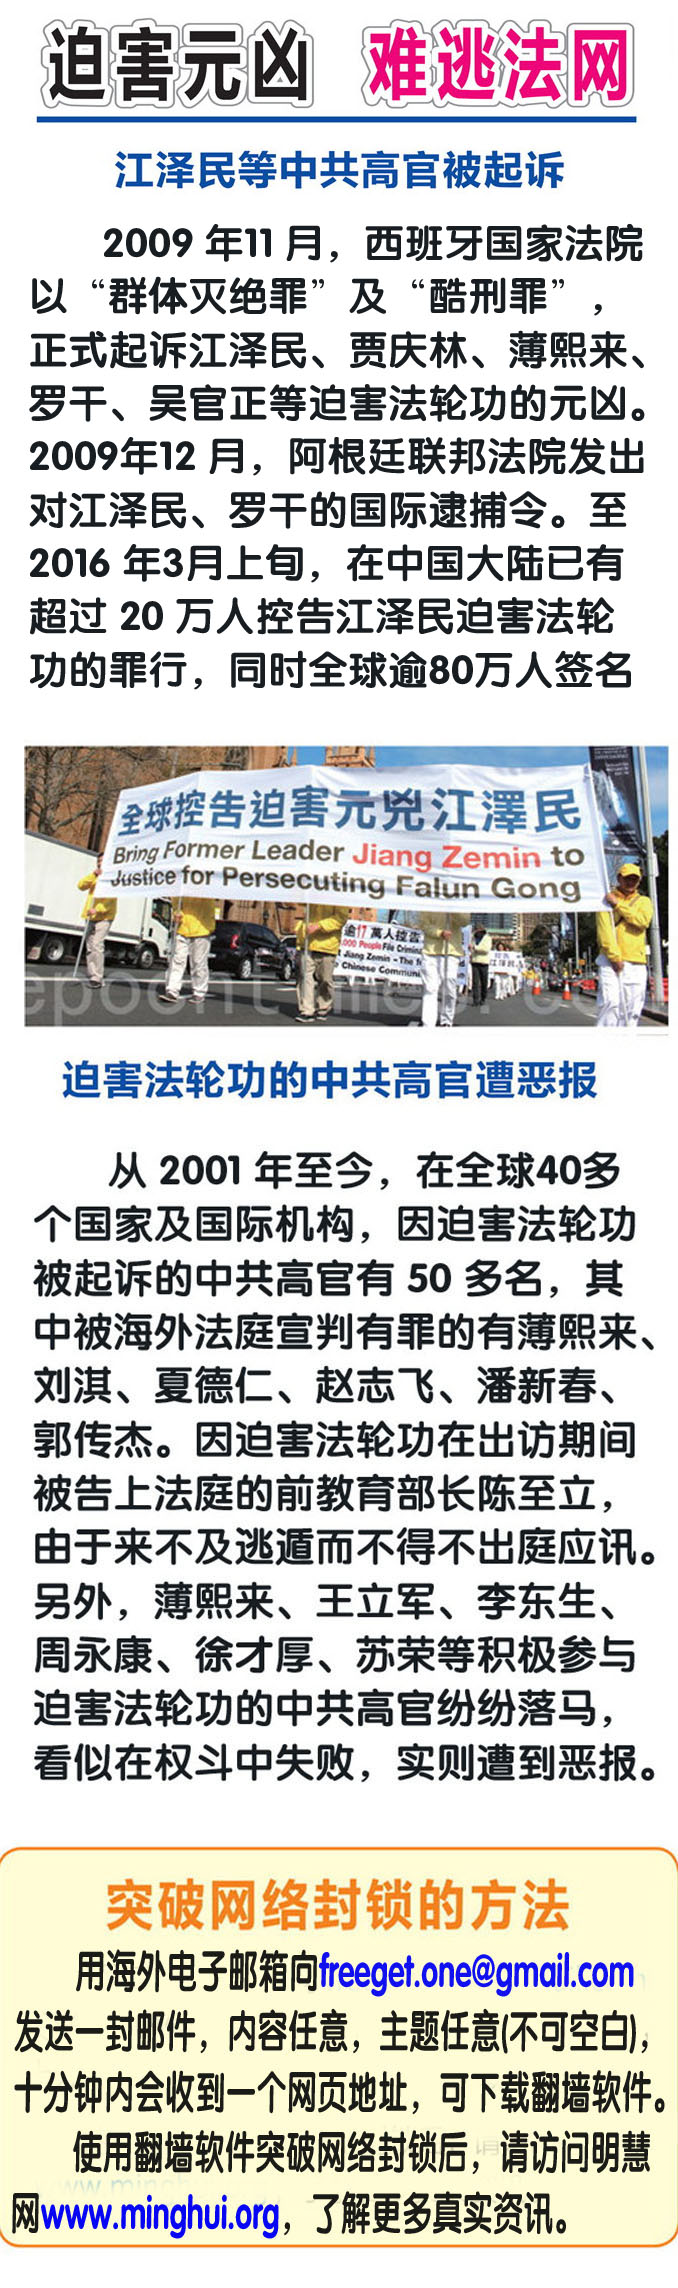 迫害元凶 难逃法网
江泽民等中共高官被起诉
2009 年11 月，西班牙国家法院
以“群体灭绝罪”及“酷刑罪”，
正式起诉江泽民、贾庆林、薄熙来、
罗干、吴官正等迫害法轮功的元凶。
2009年12 月，阿根廷联邦法院发出
对江泽民、罗干的国际逮捕令。至
2016 年3月上旬，在中国大陆已有
超过 20 万人控告江泽民迫害法轮
功的罪行，同时全球逾80万人签名
全球控告迫害元兇江澤民
Bring Former Leader Jiang Zemin to
Justice for Persecuting Falun Gong
逾17 萬人控告
,000 People File Criminal
Jiang Zemin - The f
Chinese Communi
epochtimes.com
迫害法轮功的中共高官遭恶报
从 2001 年至今，在全球40多
个国家及国际机构，因迫害法轮功
被起诉的中共高官有 50 多名，其
中被海外法庭宣判有罪的有薄熙来、
刘淇、夏德仁、赵志飞、潘新春、
郭传杰。因迫害法轮功在出访期间
被告上法庭的前教育部长陈至立，
由于来不及逃遁而不得不出庭应讯。
另外，薄熙来、王立军、李东生、
周永康、徐才厚、苏荣等积极参与
迫害法轮功的中共高官纷纷落马，
看似在权斗中失败，实则遭到恶报。
突破网络封锁的方法
用海外电子邮箱向freeget.one@gmail.com
发送一封邮件，内容任意，主题任意(不可空白)，
十分钟内会收到一个网页地址，可下载翻墙软件。
使用翻墙软件突破网络封锁后，请访问明慧
网www.minghui.org，了解更多真实资讯。